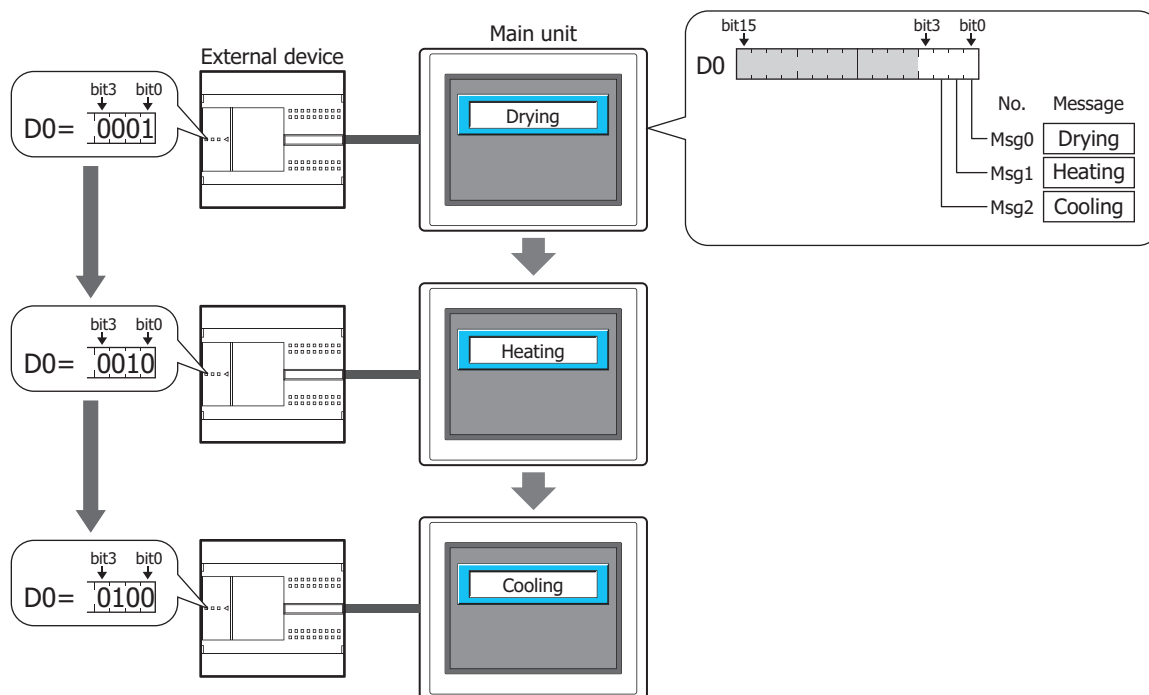 External device
Main unit
bit15
bit3
bit0
D0
No.
Message
Msg0
Drying
Msg1
Heating
Msg2
Cooling
bit3
bit0
D0= 0001
Drying
bit3
bit0
D0= 0010
Heating
bit3
bit0
D0= 0100
Cooling